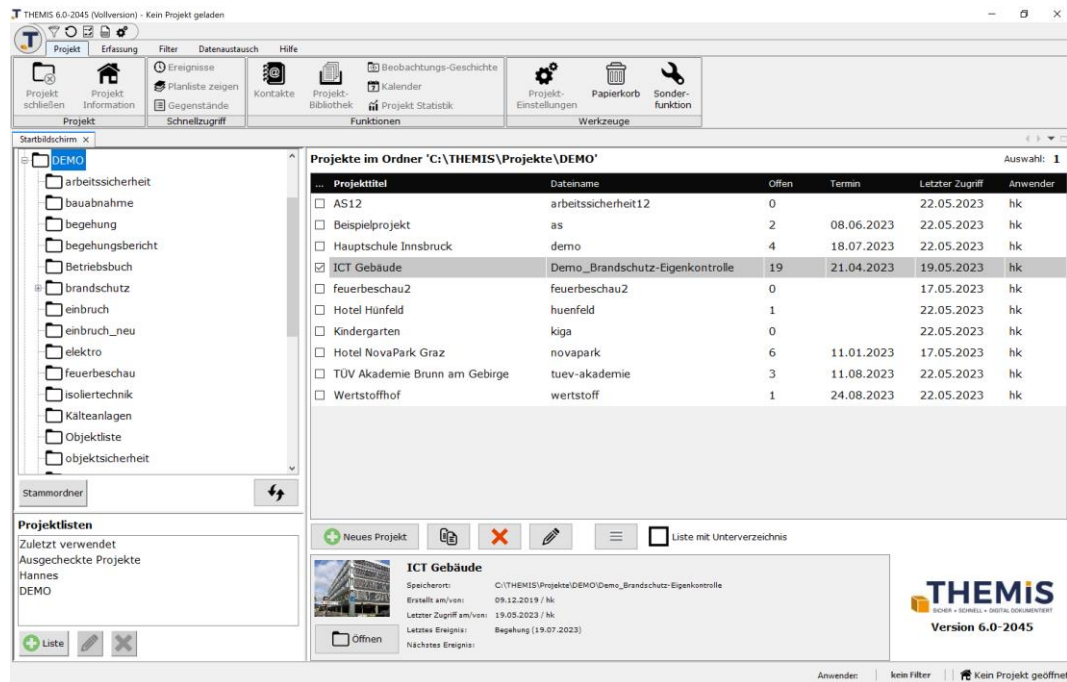 THEMIS 6.0-2045 (Vollversion) - Kein Projekt geladen
Projekt Erfassung Filter Datenaustausch Hilfe
Projekt schließen
Projekt Information
Projekt
Ereignisse
Planliste zeigen
Gegenstände
Schnellzugriff
Kontakte
Projekt-Bibliothek
Beobachtungs-Geschichte
Kalender
Projekt Statistik
Funktionen
Projekt-Einstellungen
Papierkorb
Sonder-funktion
Werkzeuge
Startbildschirm X
DEMO
arbeitssicherheit
bauabnahme
begehung
begehungsbericht
Betriebsbuch
brandschutz
einbruch
einbruch_neu
elektro
feuerbeschau
isoliertechnik
Kälteanlagen
Objektliste
objektsicherheit
Stammordner
Projektlisten
Zuletzt verwendet
Ausgecheckte Projekte
Hannes
DEMO
Liste
Projekte im Ordner 'C:\THEMIS\Projekte\DEMO' Auswahl: 1
... Projekttitel Dateiname Offen Termin Letzter Zugriff Anwender
AS12 arbeitssicherheit12 0 22.05.2023 hk
Beispielprojekt as 2 08.06.2023 22.05.2023 hk
Hauptschule Innsbruck demo 4 18.07.2023 22.05.2023 hk
ICT Gebäude Demo_Brandschutz-Eigenkontrolle 19 21.04.2023 19.05.2023 hk
feuerbeschau2 feuerbeschau2 0 17.05.2023 hk
Hotel Hünfeld huenfeld 1 22.05.2023 hk
Kindergarten kiga 0 22.05.2023 hk
Hotel NovaPark Graz novapark 6 11.01.2023 17.05.2023 hk
TÜV Akademie Brunn am Gebirge tuev-akademie 3 11.08.2023 22.05.2023 hk
Wertstoffhof wertstoff 1 24.08.2023 22.05.2023 hk
Neues Projekt Liste mit Unterverzeichnis
ICT Gebäude
Speicherort: C:\THEMIS\Projekte\DEMO\Demo_Brandschutz-Eigenkontrolle
Erstellt am/von: 09.12.2019 / hk
Letzter Zugriff am/von: 19.05.2023 / hk
Letztes Ereignis: Begehung (19.07.2023)
Nächstes Ereignis:
Öffnen
THEMiS
SICHER + SCHNELL + DIGITAL DOKUMENTIERT
Version 6.0-2045
Anwender: kein Filter Kein Projekt geöffnet